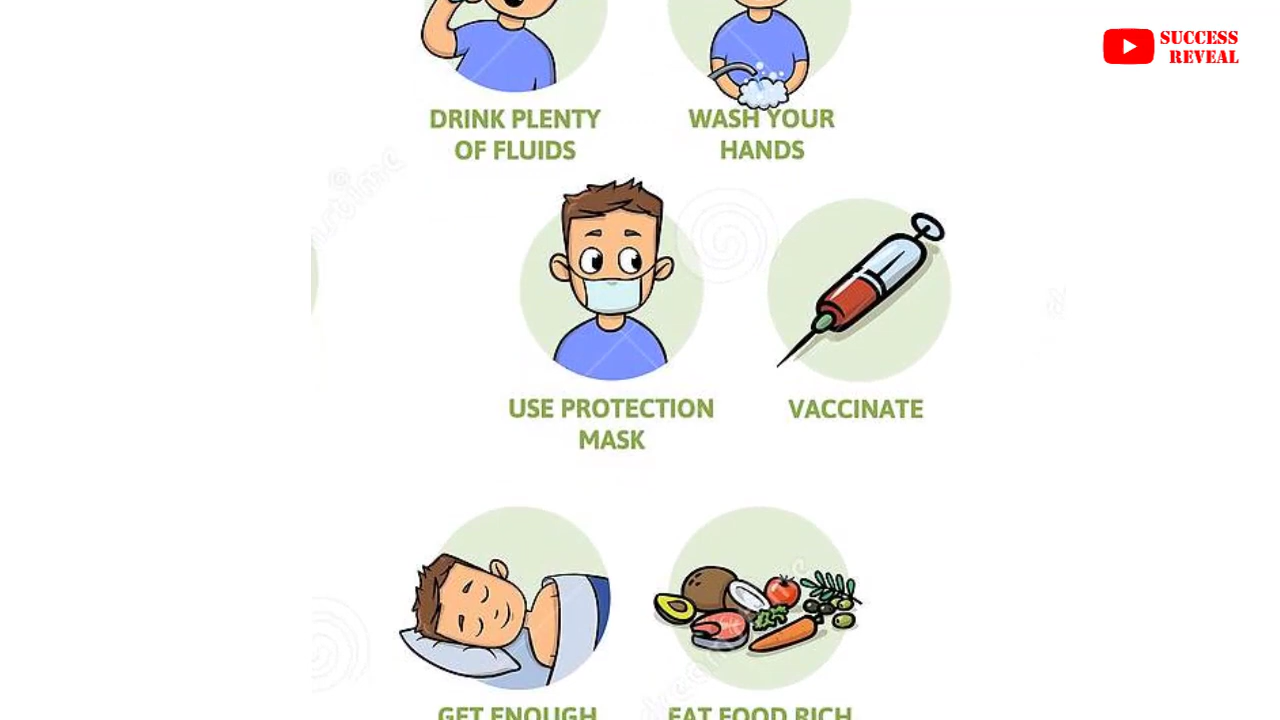 SUCCESS
REVEAL
DRINK PLENTY
OF FLUIDS
WASH YOUR
HANDS
USE PROTECTION
MASK
VACCINATE
GET ENOUGH
EAT FOOD RICH